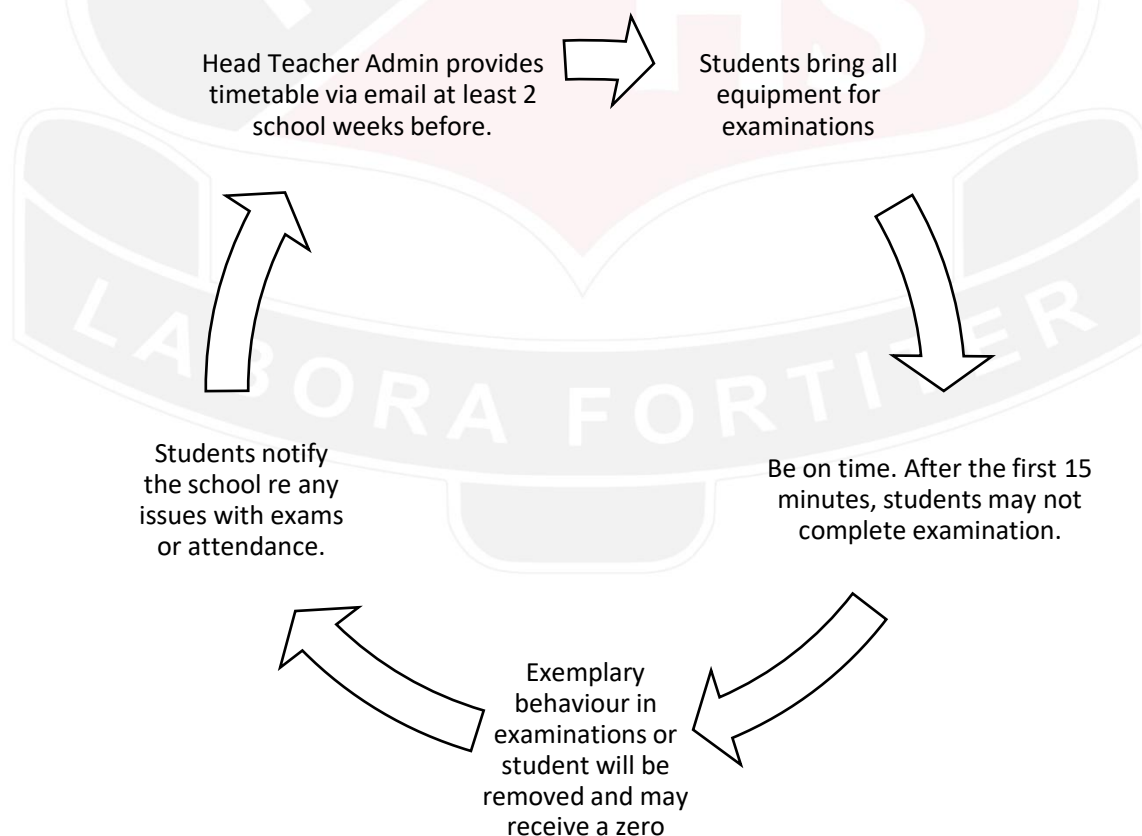 HS
Head Teacher Admin provides
timetable via email at least 2
school weeks before.
Students bring all
equipment for
examinations
Be on time. After the first 15
minutes, students may not
complete examination.
Exemplary
behaviour in
examinations or
student will be
removed and may
receive a zero
Students notify
the school re any
issues with exams
or attendance.
LABORA FORTITER